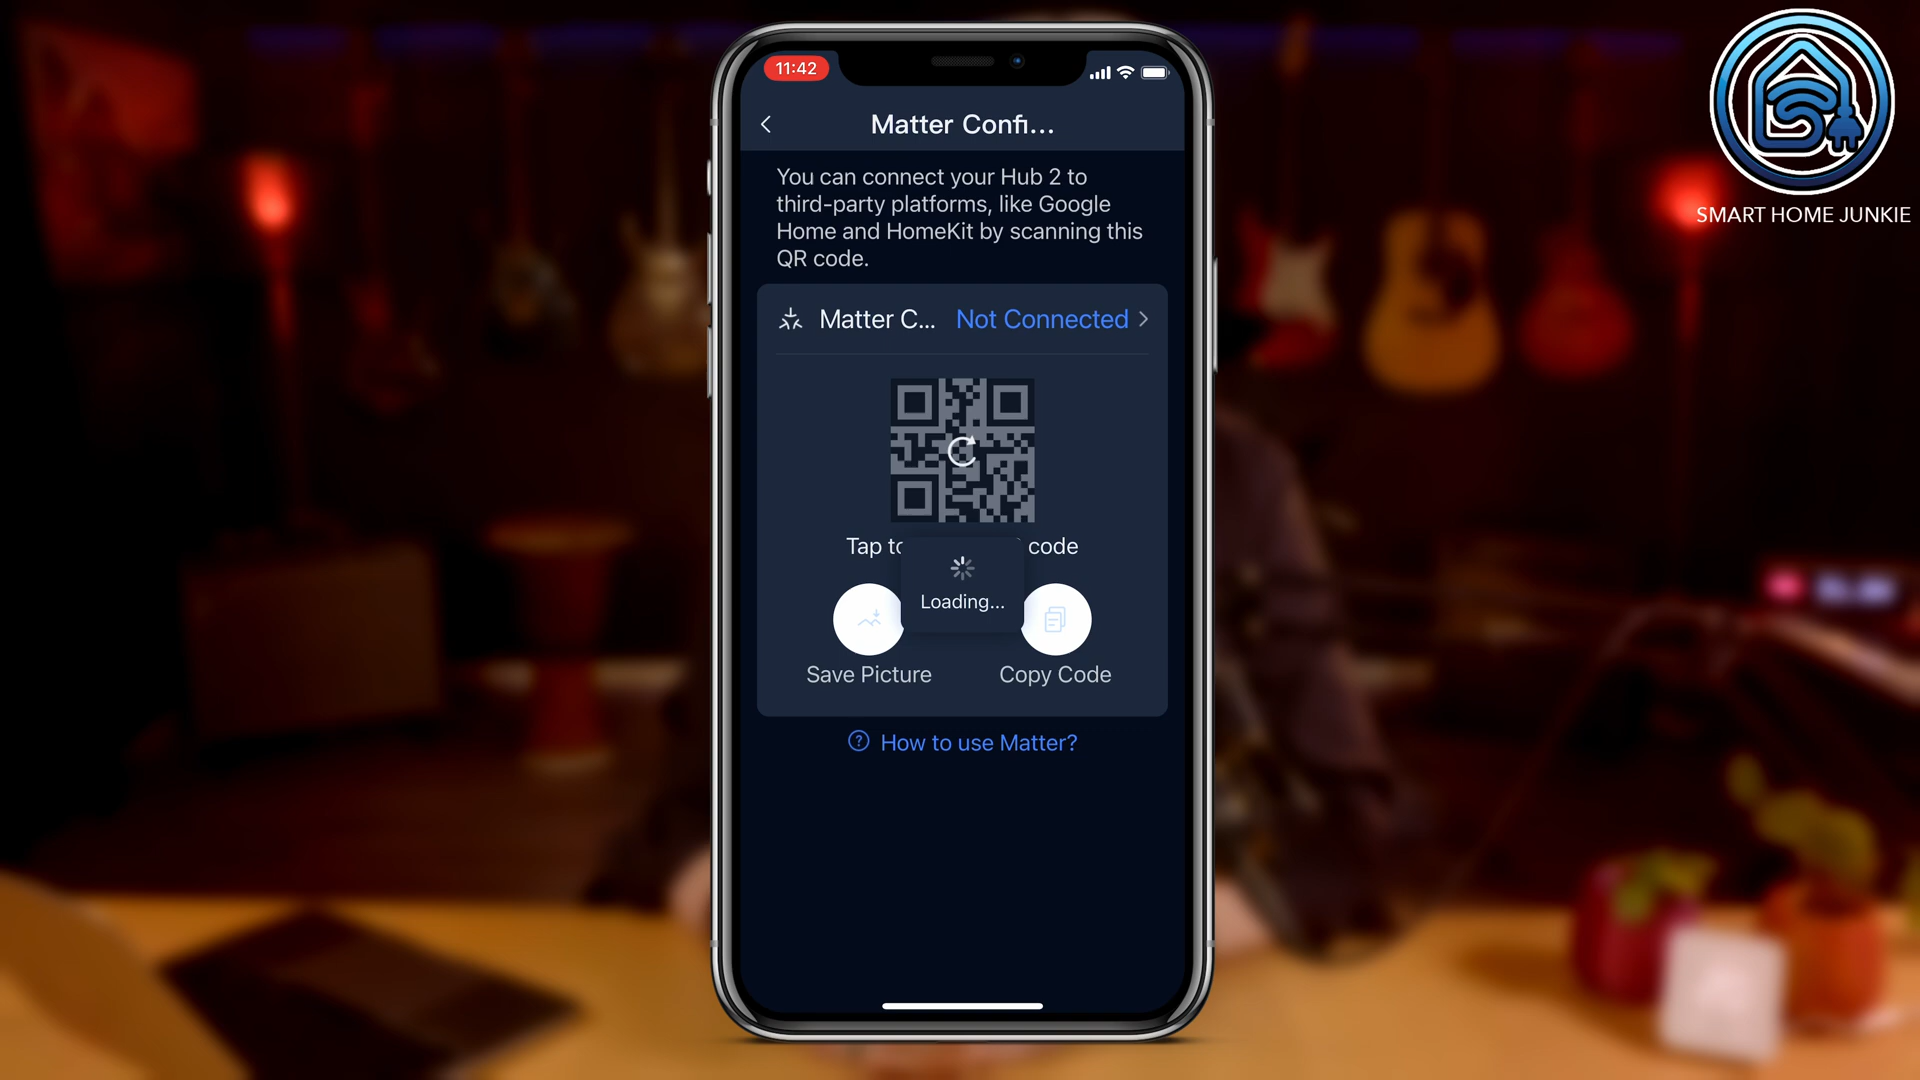 11:42
Matter Confi...
You can connect your Hub 2 to
third-party platforms, like Google
Home and HomeKit by scanning this
QR code.
Matter C... Not Connected
Tap to code
Loading...
Save Picture Copy Code
? How to use Matter?
SMART HOME JUNKIE